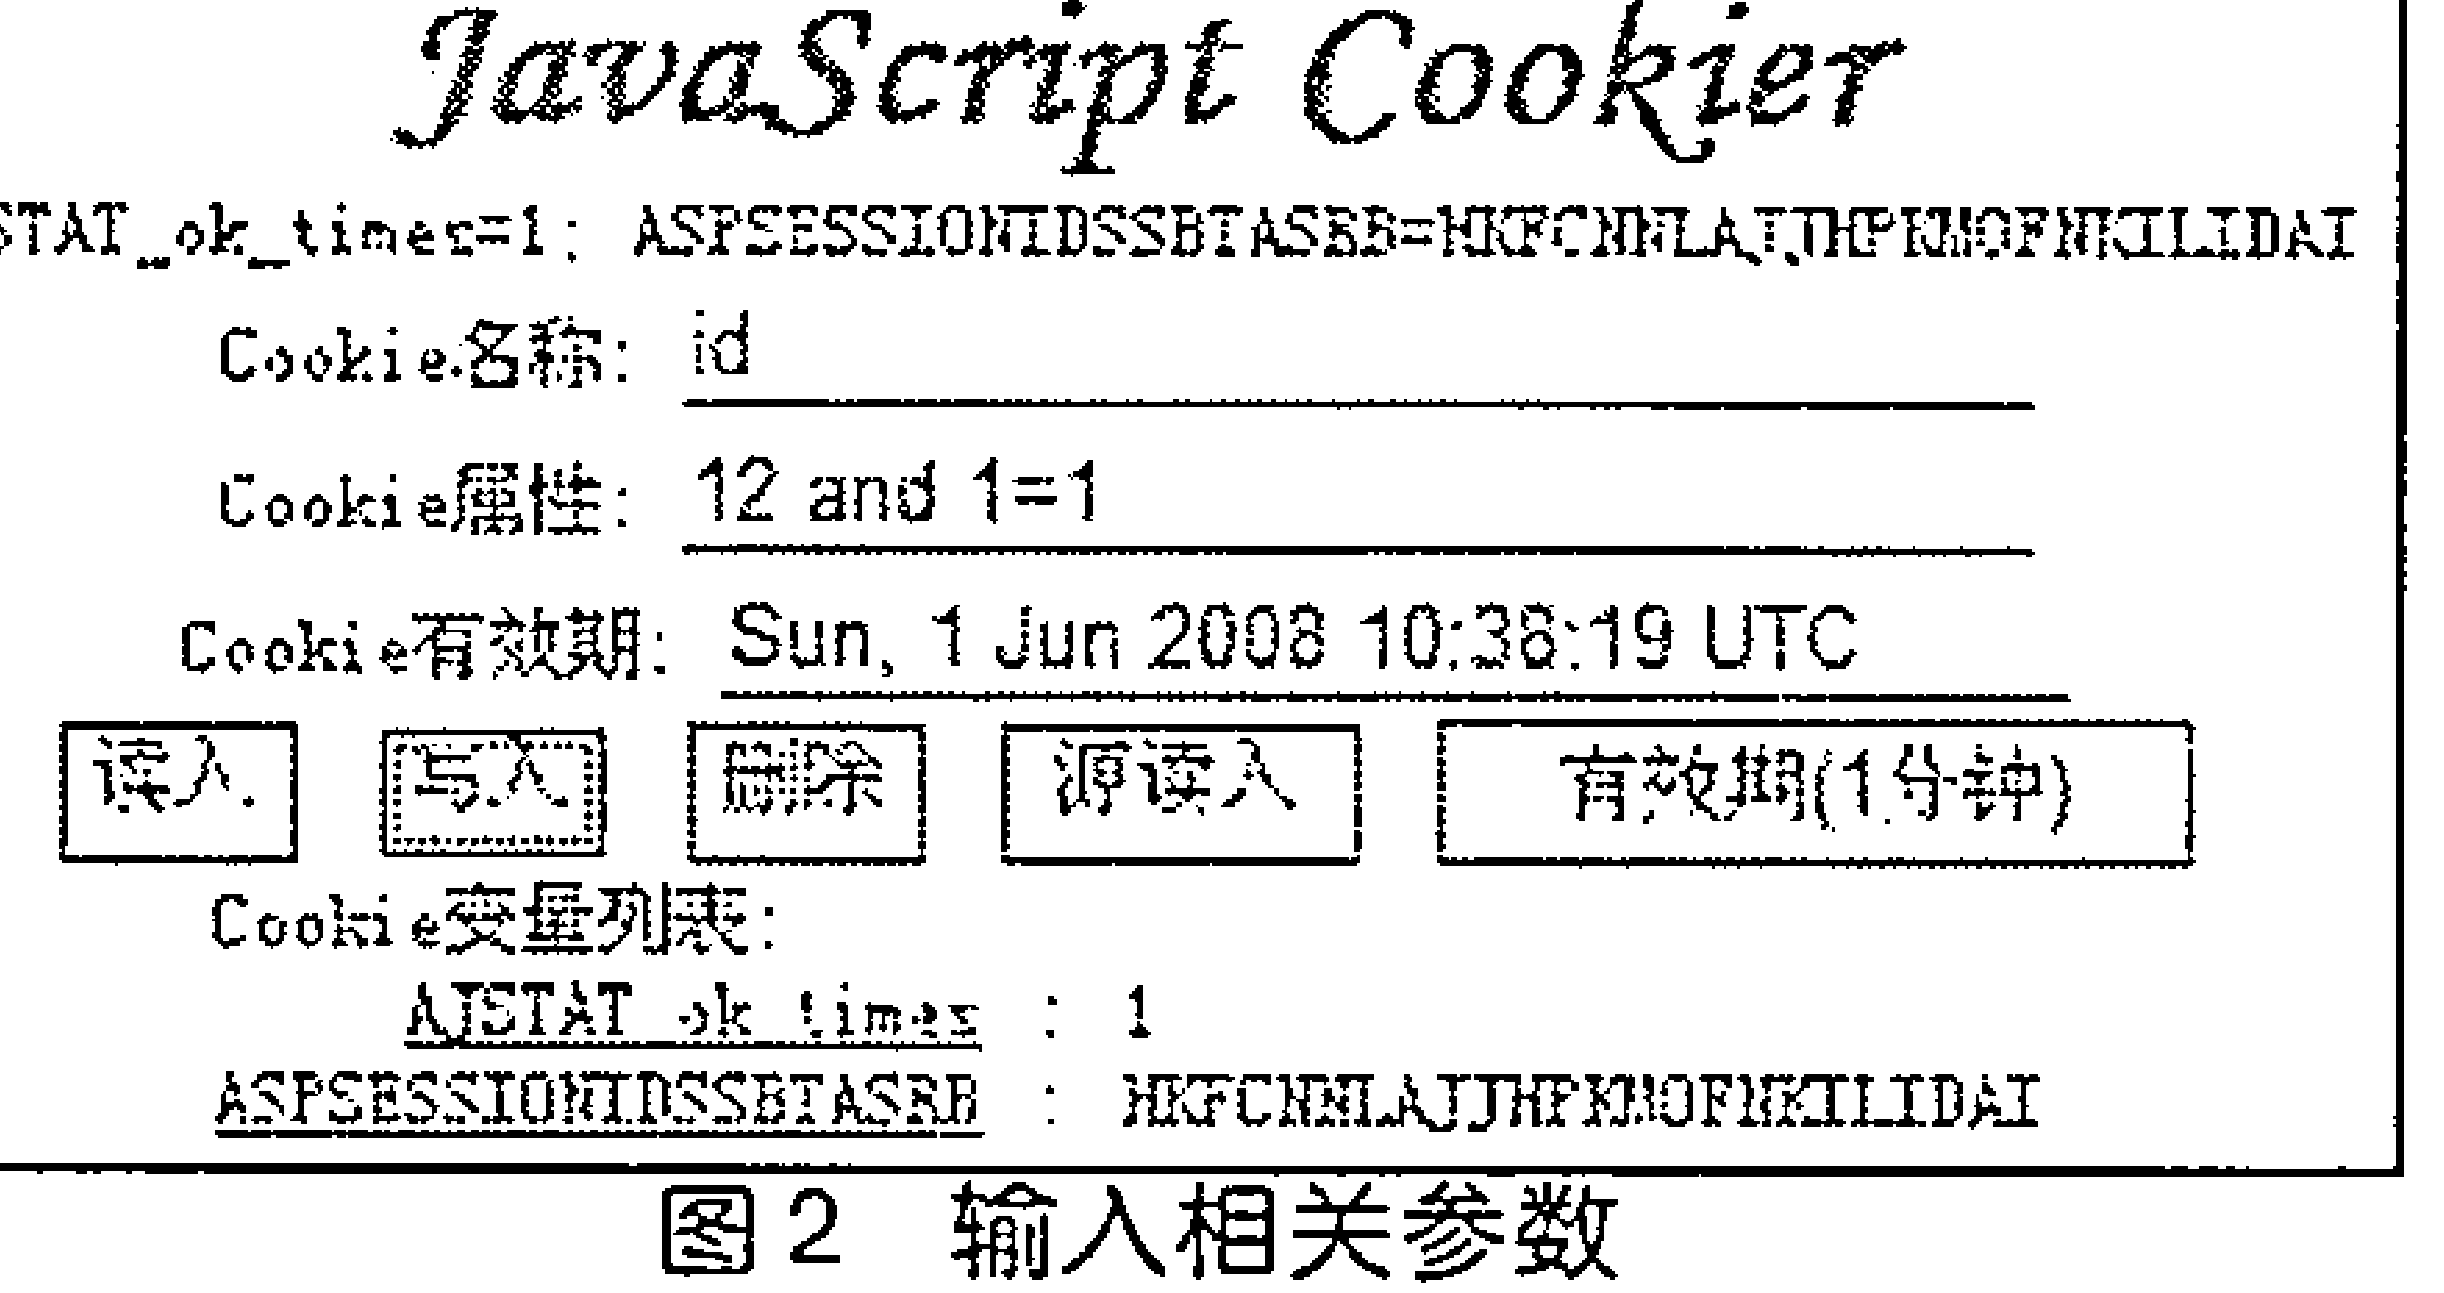 JavaScript Cookier
STAT_ok_times=1; ASPSESSIONIDSSBTASBB=HKFCNNLAJJHPKMOFNKILIDAI
Cookie名称: id
Cookie属性: 12 and 1=1
Cookie有效期: Sun, 1 Jun 2008 10:38:19 UTC
读入 写入 删除 源读入 有效期(1分钟)
Cookie变量列表:
AJSTAT_ok_times : 1
ASPSESSIONIDSSBTASBB : HKFCNNLAJJHPKMOFNKILIDAI
图2 输入相关参数